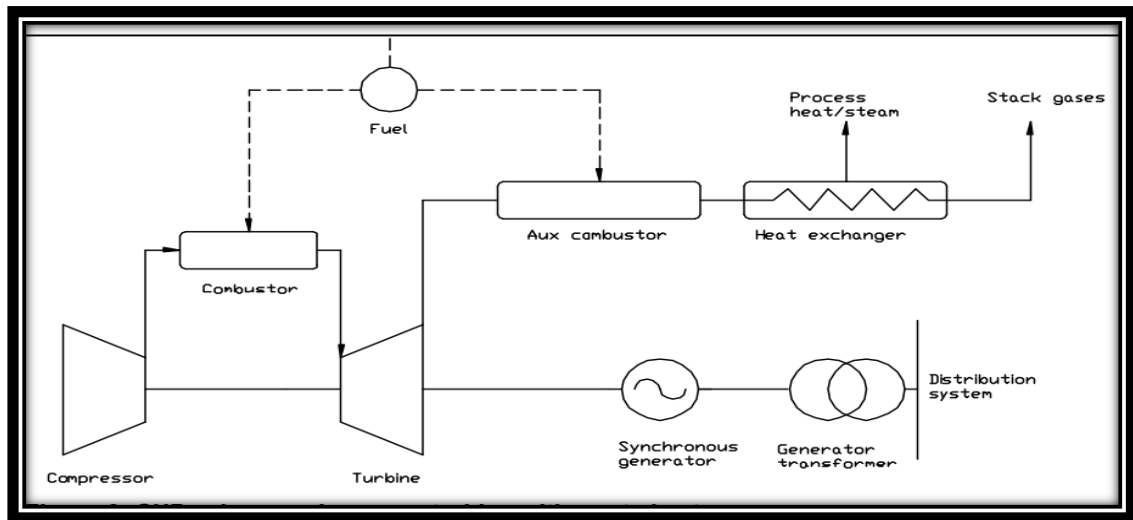 Fuel
Process
heat/steam
Stack gases
Aux cambustor
Heat exchanger
Combustor
Distribution
system
Synchronous
generator
Generator
transformer
Compressor
Turbine